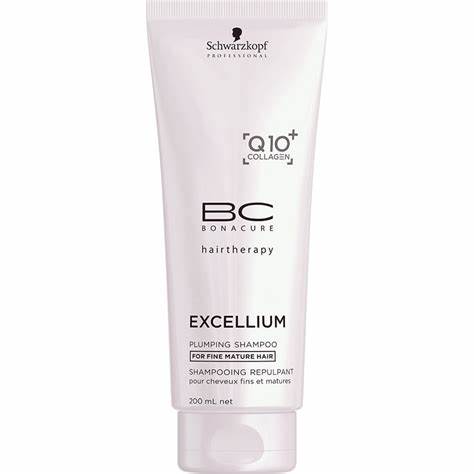 Schwarzkopf
PROFESSIONAL
Q10+
COLLAGEN
BC
BONACURE
hairtherapy
EXCELLIUM
PLUMPING SHAMPOO
FOR FINE MATURE HAIR
SHAMPOOING REPULPANT
pour cheveux fins et matures
200 mL net